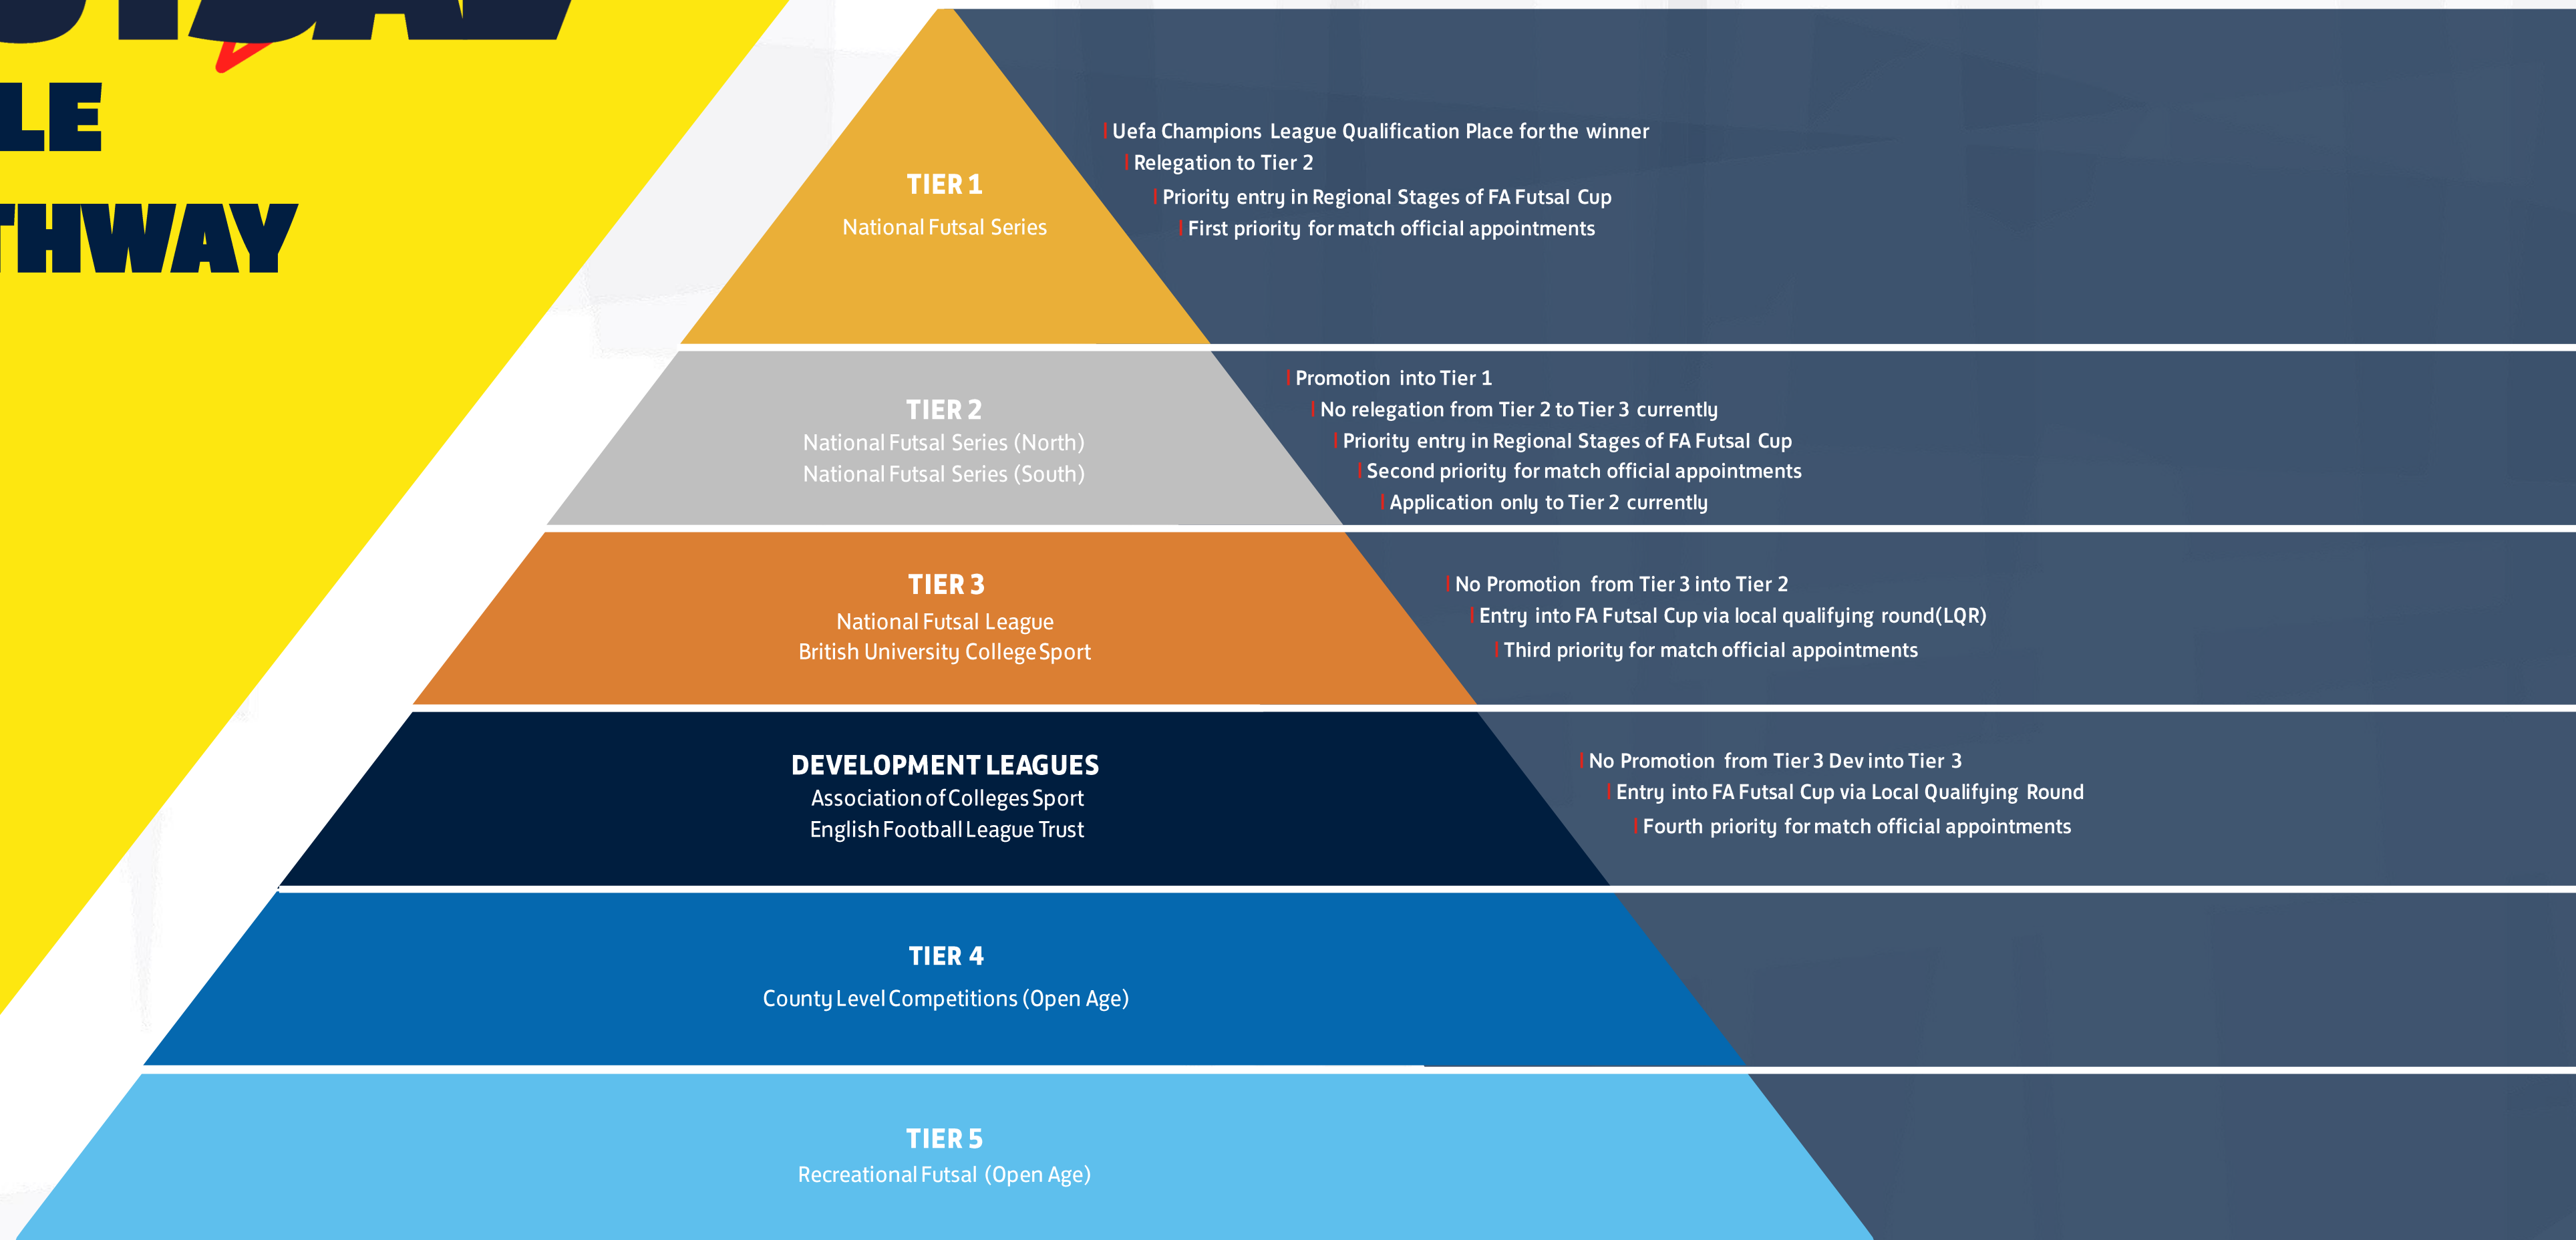 LE
THWAY
TIER 1
National Futsal Series
Uefa Champions League Qualification Place for the winner
Relegation to Tier 2
Priority entry in Regional Stages of FA Futsal Cup
First priority for match official appointments
TIER 2
National Futsal Series (North)
National Futsal Series (South)
Promotion into Tier 1
No relegation from Tier 2 to Tier 3 currently
Priority entry in Regional Stages of FA Futsal Cup
Second priority for match official appointments
Application only to Tier 2 currently
TIER 3
National Futsal League
British University College Sport
No Promotion from Tier 3 into Tier 2
Entry into FA Futsal Cup via local qualifying round(LQR)
Third priority for match official appointments
DEVELOPMENT LEAGUES
Association of Colleges Sport
English Football League Trust
No Promotion from Tier 3 Dev into Tier 3
Entry into FA Futsal Cup via Local Qualifying Round
Fourth priority for match official appointments
TIER 4
County Level Competitions (Open Age)
TIER 5
Recreational Futsal (Open Age)